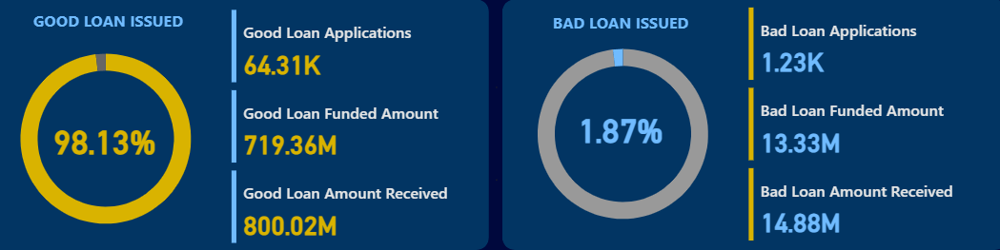 GOOD LOAN ISSUED
98.13%
Good Loan Applications
64.31K
Good Loan Funded Amount
719.36M
Good Loan Amount Received
800.02M
BAD LOAN ISSUED
1.87%
Bad Loan Applications
1.23K
Bad Loan Funded Amount
13.33M
Bad Loan Amount Received
14.88M